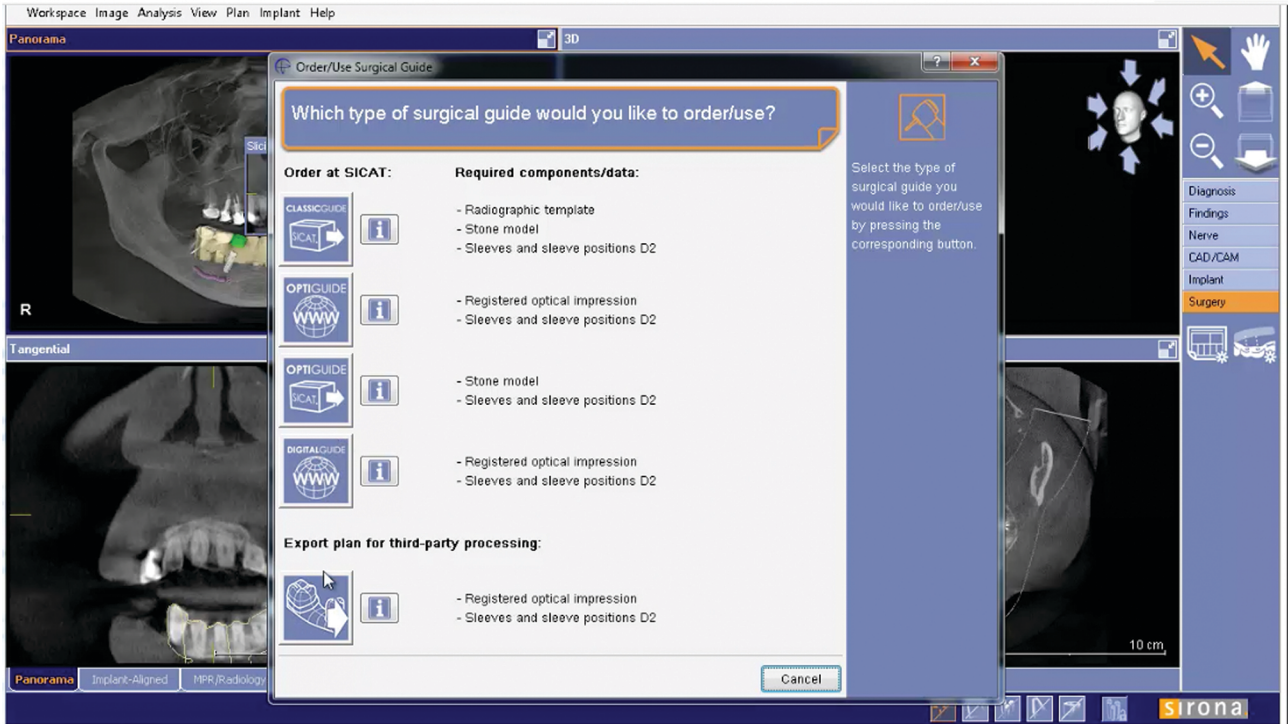 Workspace Image Analysis View Plan Implant Help
Panorama
3D
Order/Use Surgical Guide
?
X
Which type of surgical guide would you like to order/use?
Order at SICAT:
Required components/data:
CLASSICGUIDE
SICAT.
i
- Radiographic template
- Stone model
- Sleeves and sleeve positions D2
OPTIGUIDE
WWW
i
- Registered optical impression
- Sleeves and sleeve positions D2
OPTIGUIDE
SICAT.
i
- Stone model
- Sleeves and sleeve positions D2
DIGITALGUIDE
WWW
i
- Registered optical impression
- Sleeves and sleeve positions D2
Export plan for third-party processing:
i
- Registered optical impression
- Sleeves and sleeve positions D2
Cancel
Select the type of
surgical guide you
would like to order/use
by pressing the
corresponding button.
Slici
R
Tangential
Diagnosis
Findings
Nerve
CAD/CAM
Implant
Surgery
10 cm
Panorama
Implant-Aligned
MPR/Radiology
sirona